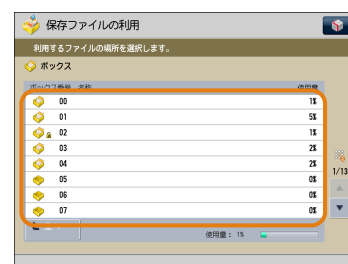 保存ファイルの利用
利用するファイルの場所を選択します。
ボックス
ボックス番号 名称 使用量
00 1%
01 5%
02 1%
03 2%
04 2%
05 0%
06 0%
07 0%
1/13
使用量： 1%